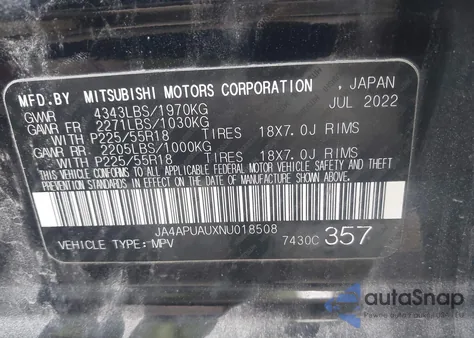 MFD.BY MITSUBISHI MOTORS CORPORATION , JAPAN
GVWR 4343LBS/1970KG JUL 2022
GAWR FR 2271LBS/1030KG
WITH P225/55R18 TIRES 18X7.0J RIMS
GAWR RR 2205LBS/1000KG
WITH P225/55R18 TIRES 18X7.0J RIMS
THIS VEHICLE CONFORMS TO ALL APPLICABLE FEDERAL MOTOR VEHICLE SAFETY AND THEFT
PREVENTION STANDARDS IN EFFECT ON THE DATE OF MANUFACTURE SHOWN ABOVE.
JA4APUAUXNU018508
VEHICLE TYPE: MPV 7430C 357
autoSnap
Powered by ClearVIN